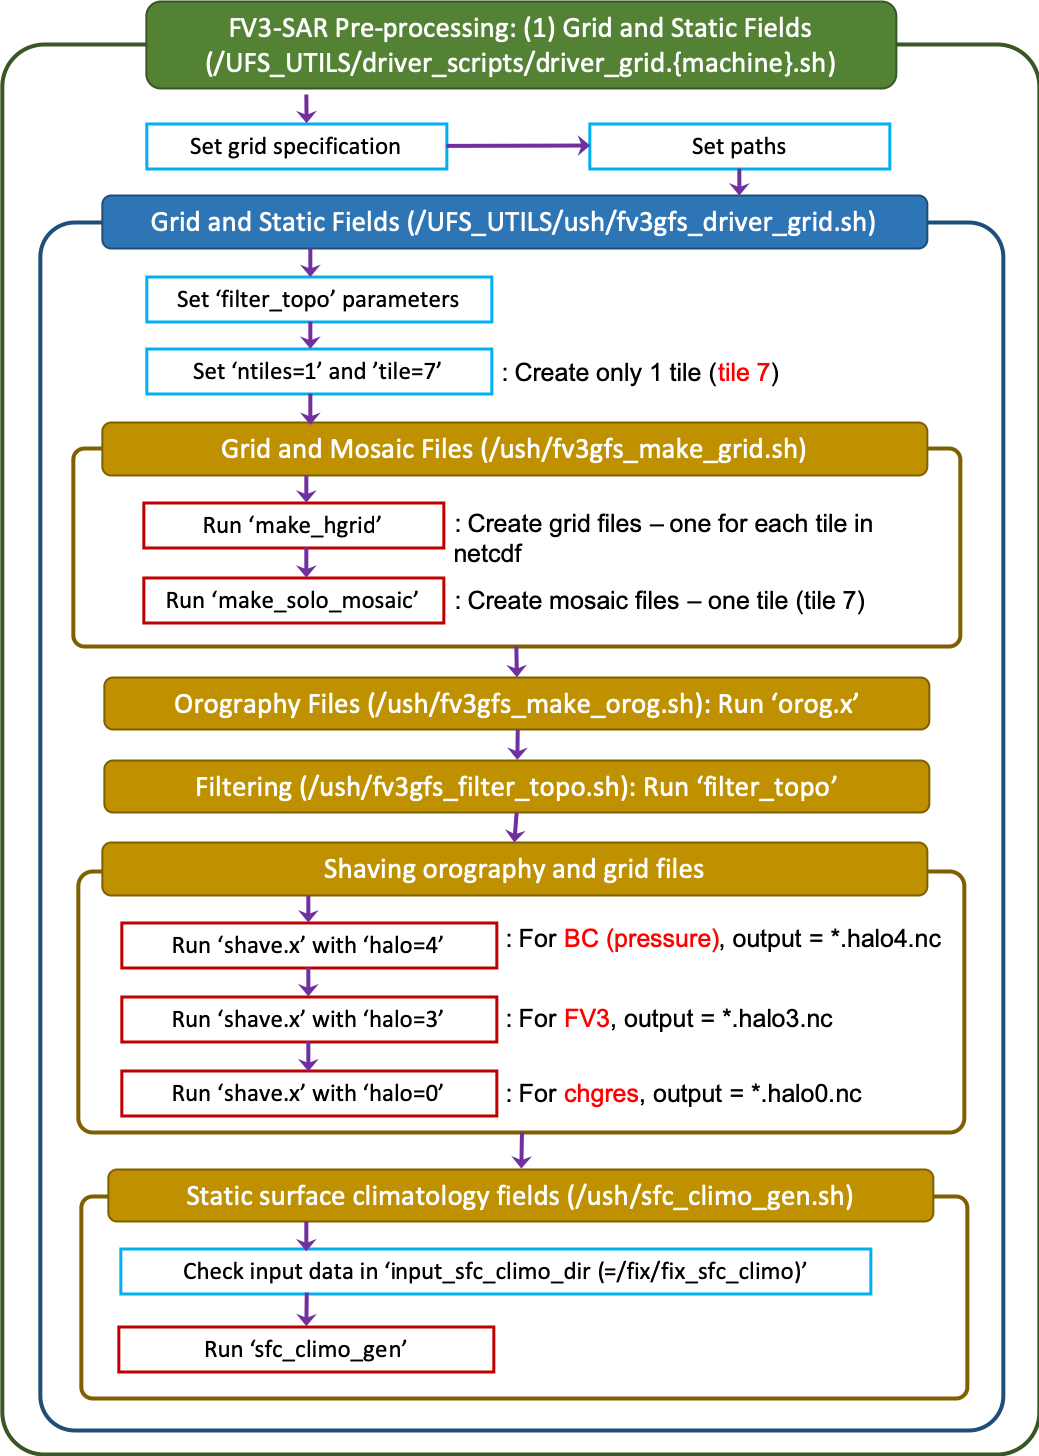 FV3-SAR Pre-processing: (1) Grid and Static Fields
(/UFS_UTILS/driver_scripts/driver_grid.{machine}.sh)
Set grid specification
Set paths
Grid and Static Fields (/UFS_UTILS/ush/fv3gfs_driver_grid.sh)
Set ‘filter_topo’ parameters
Set ‘ntiles=1’ and ’tile=7’
: Create only 1 tile (tile 7)
Grid and Mosaic Files (/ush/fv3gfs_make_grid.sh)
Run ‘make_hgrid’
: Create grid files – one for each tile in
netcdf
Run ‘make_solo_mosaic’
: Create mosaic files – one tile (tile 7)
Orography Files (/ush/fv3gfs_make_orog.sh): Run ‘orog.x’
Filtering (/ush/fv3gfs_filter_topo.sh): Run ‘filter_topo’
Shaving orography and grid files
Run ‘shave.x’ with ‘halo=4’
: For BC (pressure), output = *.halo4.nc
Run ‘shave.x’ with ‘halo=3’
: For FV3, output = *.halo3.nc
Run ‘shave.x’ with ‘halo=0’
: For chgres, output = *.halo0.nc
Static surface climatology fields (/ush/sfc_climo_gen.sh)
Check input data in ‘input_sfc_climo_dir (=/fix/fix_sfc_climo)’
Run ‘sfc_climo_gen’